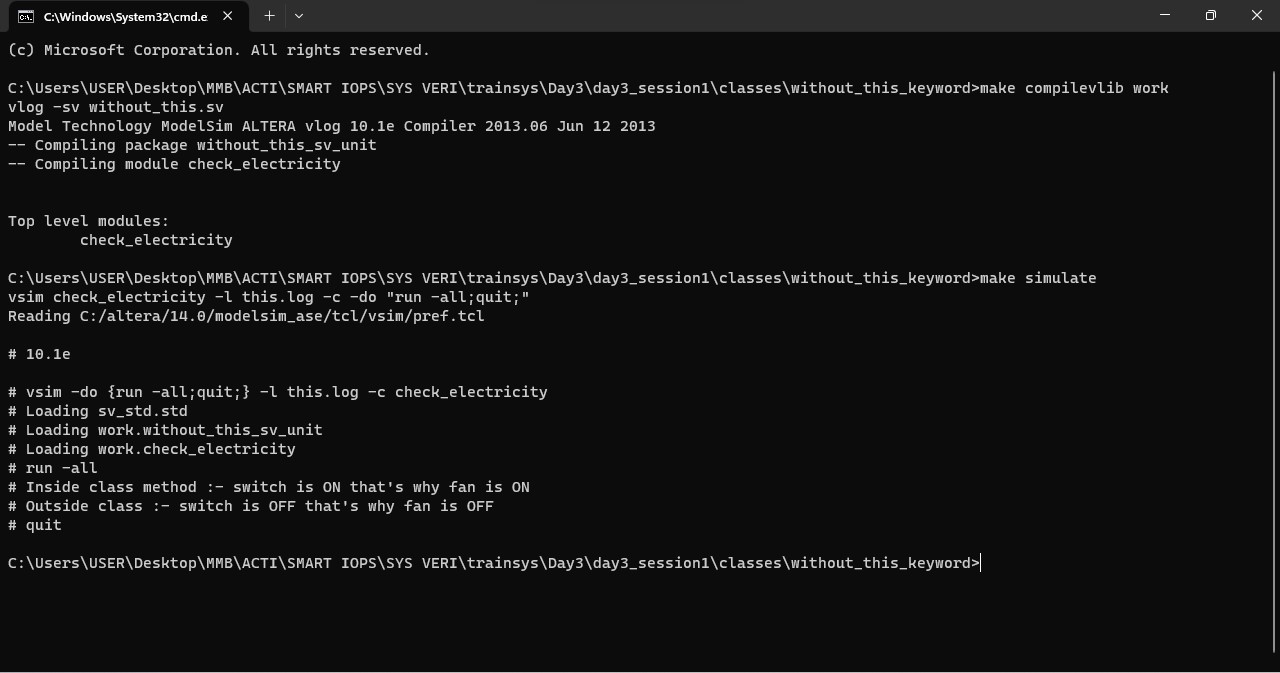 C:\Windows\System32\cmd.e
(c) Microsoft Corporation. All rights reserved.
C:\Users\USER\Desktop\MMB\ACTI\SMART IOPS\SYS VERI\trainsys\Day3\day3_session1\classes\without_this_keyword>make compilevlib work
vlog -sv without_this.sv
Model Technology ModelSim ALTERA vlog 10.1e Compiler 2013.06 Jun 12 2013
-- Compiling package without_this_sv_unit
-- Compiling module check_electricity
Top level modules:
check_electricity
C:\Users\USER\Desktop\MMB\ACTI\SMART IOPS\SYS VERI\trainsys\Day3\day3_session1\classes\without_this_keyword>make simulate
vsim check_electricity -l this.log -c -do "run -all;quit;"
Reading C:/altera/14.0/modelsim_ase/tcl/vsim/pref.tcl
# 10.1e
# vsim -do {run -all;quit;} -l this.log -c check_electricity
# Loading sv_std.std
# Loading work.without_this_sv_unit
# Loading work.check_electricity
# run -all
# Inside class method :- switch is ON that's why fan is ON
# Outside class :- switch is OFF that's why fan is OFF
# quit
C:\Users\USER\Desktop\MMB\ACTI\SMART IOPS\SYS VERI\trainsys\Day3\day3_session1\classes\without_this_keyword>